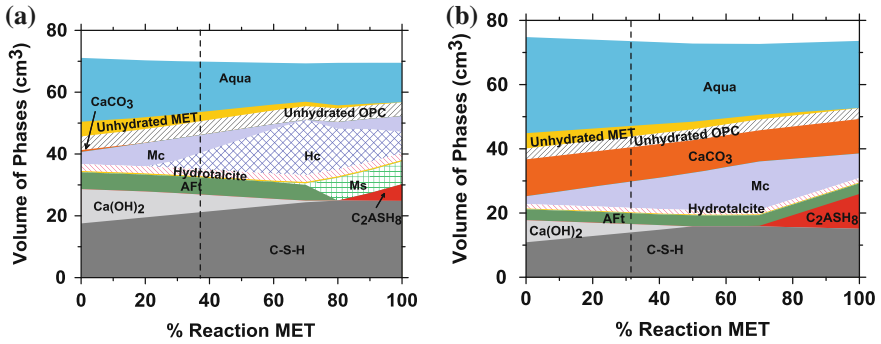 (a)
Volume of Phases (cm³)
80
60
40
20
0
Aqua
CaCO₃
Unhydrated MET
Unhydrated OPC
Mc
Hc
Hydrotalcite
AFt
Ms
Ca(OH)₂
C₂ASH₈
C-S-H
0 20 40 60 80 100
% Reaction MET
(b)
Volume of Phases (cm³)
80
60
40
20
0
Aqua
Unhydrated MET
Unhydrated OPC
CaCO₃
Mc
Hydrotalcite
AFt
C₂ASH₈
Ca(OH)₂
C-S-H
0 20 40 60 80 100
% Reaction MET